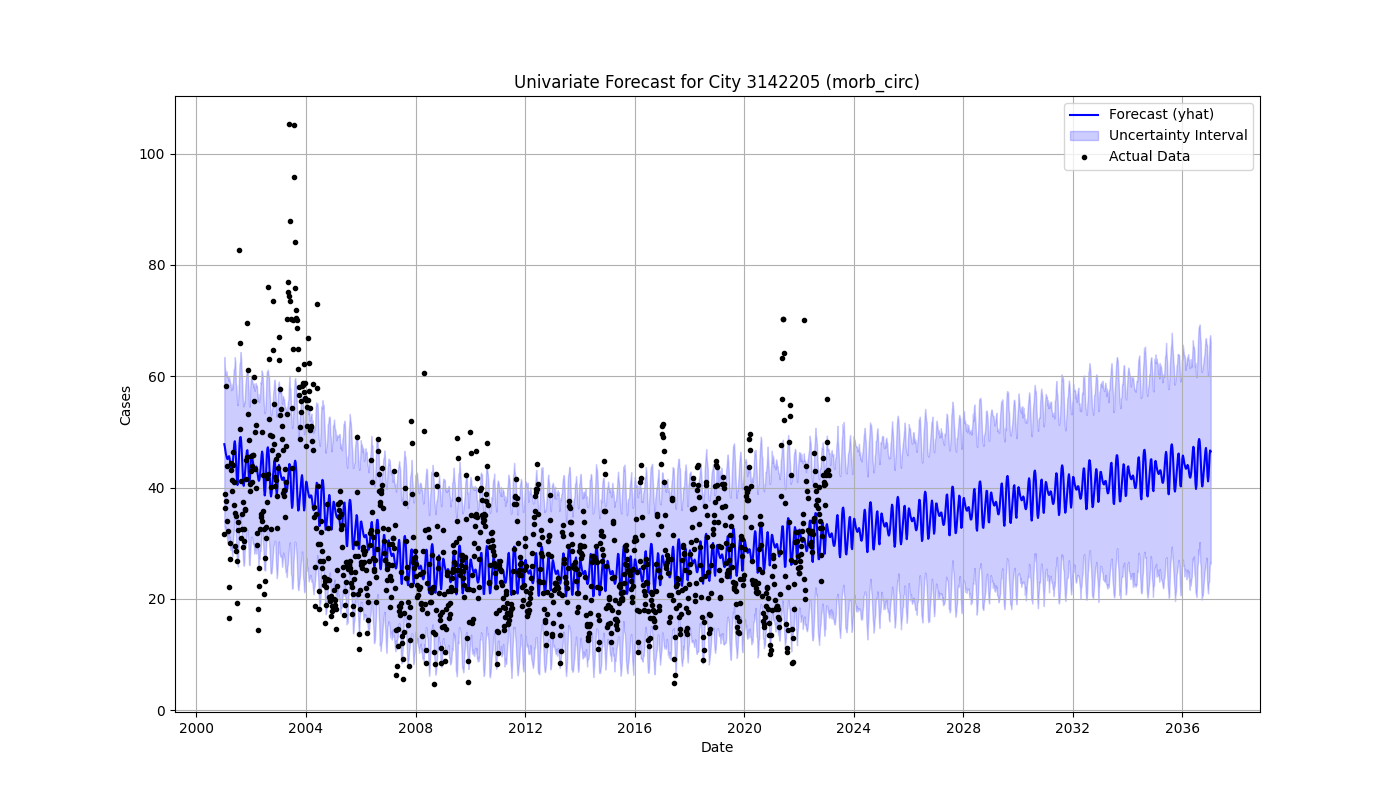 Univariate Forecast for City 3142205 (morb_circ)
Forecast (yhat)
Uncertainty Interval
Actual Data
100
80
60
40
20
0
Cases
2000 2004 2008 2012 2016 2020 2024 2028 2032 2036
Date